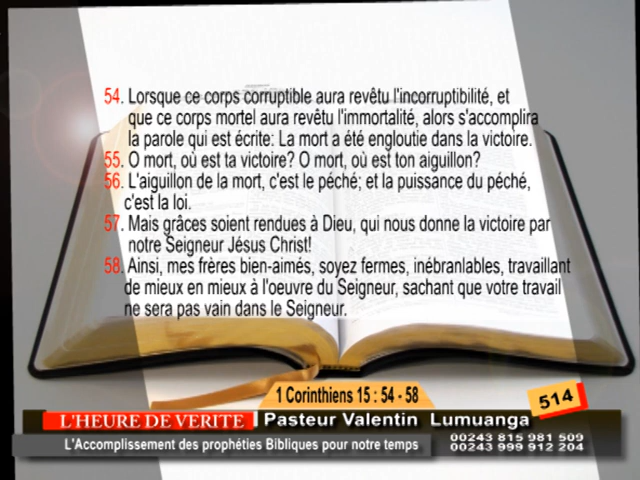 54. Lorsque ce corps corruptible aura revêtu l'incorruptibilité, et
que ce corps mortel aura revêtu l'immortalité, alors s'accomplira
la parole qui est écrite: La mort a été engloutie dans la victoire.
55. O mort, où est ta victoire? O mort, où est ton aiguillon?
56. L'aiguillon de la mort, c'est le péché; et la puissance du péché,
c'est la loi.
57. Mais grâces soient rendues à Dieu, qui nous donne la victoire par
notre Seigneur Jésus Christ!
58. Ainsi, mes frères bien-aimés, soyez fermes, inébranlables, travaillant
de mieux en mieux à l'oeuvre du Seigneur, sachant que votre travail
ne sera pas vain dans le Seigneur.
1 Corinthiens 15 : 54 - 58
514
L'HEURE DE VERITE Pasteur Valentin Lumuanga
L'Accomplissement des prophéties Bibliques pour notre temps
00243 815 981 509
00243 999 912 204